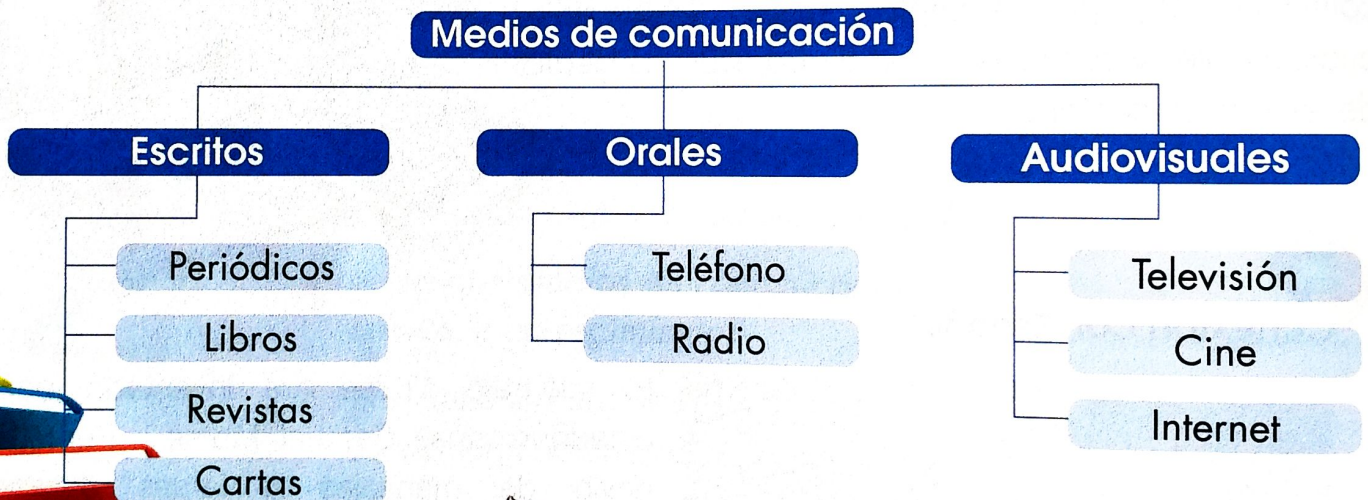 Medios de comunicación
Escritos
Orales
Audiovisuales
Periódicos
Libros
Revistas
Cartas
Teléfono
Radio
Televisión
Cine
Internet